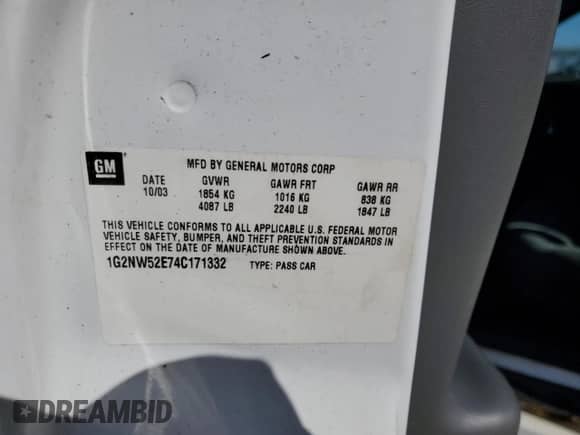 GM
MFD BY GENERAL MOTORS CORP
DATE GVWR GAWR FRT GAWR RR
10/03 1854 KG 1016 KG 838 KG
4087 LB 2240 LB 1847 LB
THIS VEHICLE CONFORMS TO ALL APPLICABLE U.S. FEDERAL MOTOR
VEHICLE SAFETY, BUMPER, AND THEFT PREVENTION STANDARDS IN
EFFECT ON THE DATE OF MANUFACTURE SHOWN ABOVE.
1G2NW52E74C171332 TYPE: PASS CAR
DREAMBID